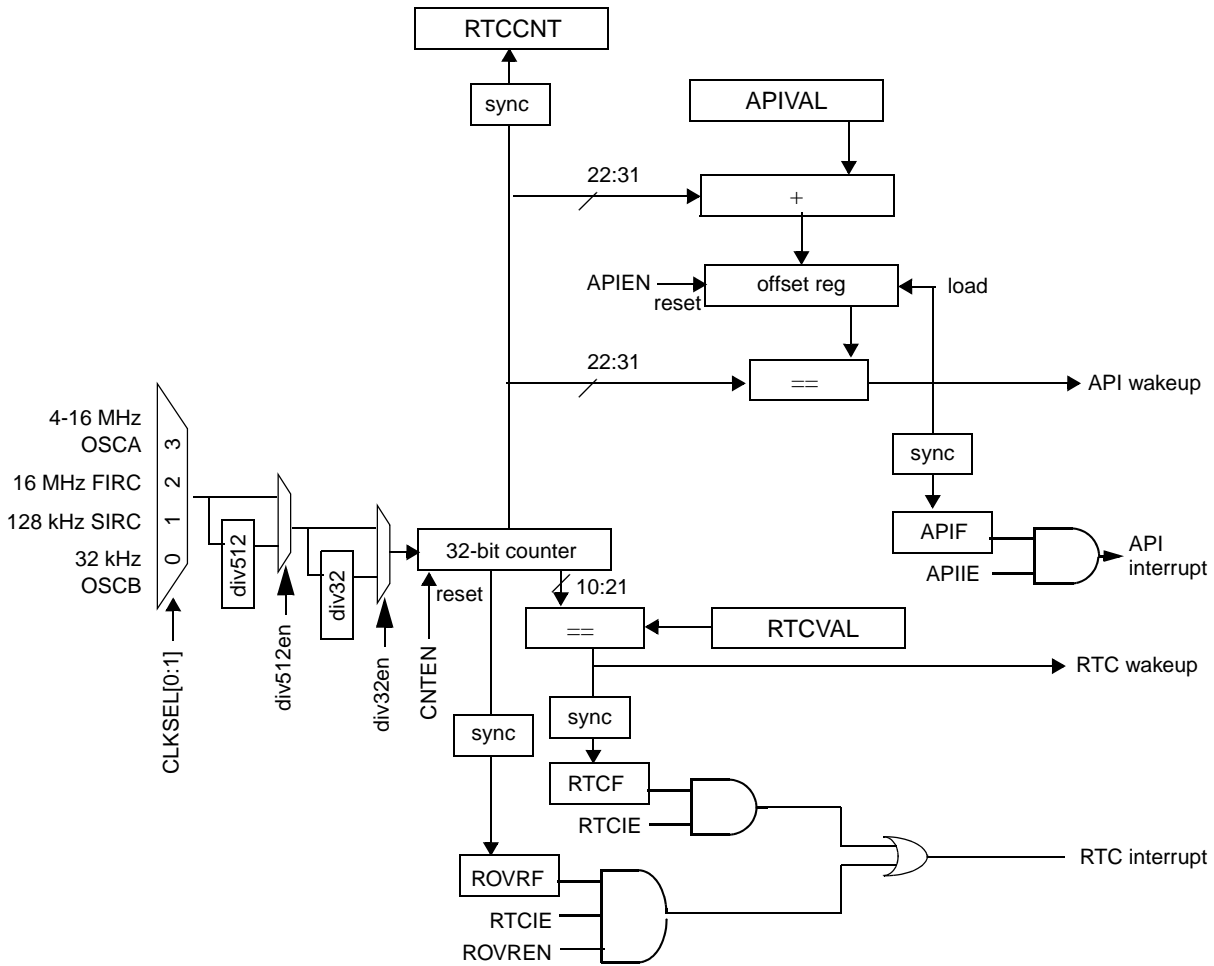 RTCCNT
sync
APIVAL
22:31
+
APIEN
reset
offset reg
load
22:31
==
API wakeup
4-16 MHz
OSCA
3
16 MHz FIRC
2
128 kHz SIRC
1
32 kHz
OSCB
0
div512
div32
CLKSEL[0:1]
div512en
div32en
32-bit counter
reset
CNTEN
10:21
==
RTCVAL
sync
APIF
APIIE
API
interrupt
RTC wakeup
sync
sync
RTCF
RTCIE
ROVRF
RTCIE
ROVREN
RTC interrupt